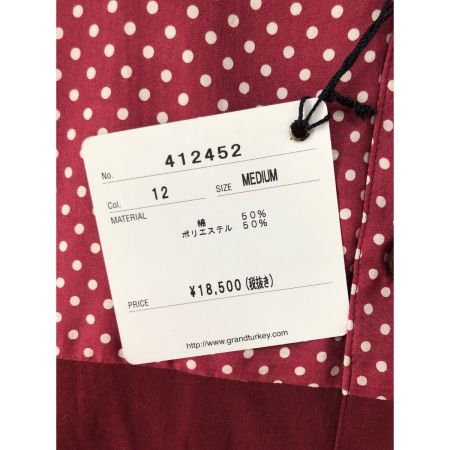 No. 412452
Col. 12 SIZE MEDIUM
MATERIAL
綿 50%
ポリエステル 50%
PRICE ¥18,500(税抜き)
http://www.grandturkey.com